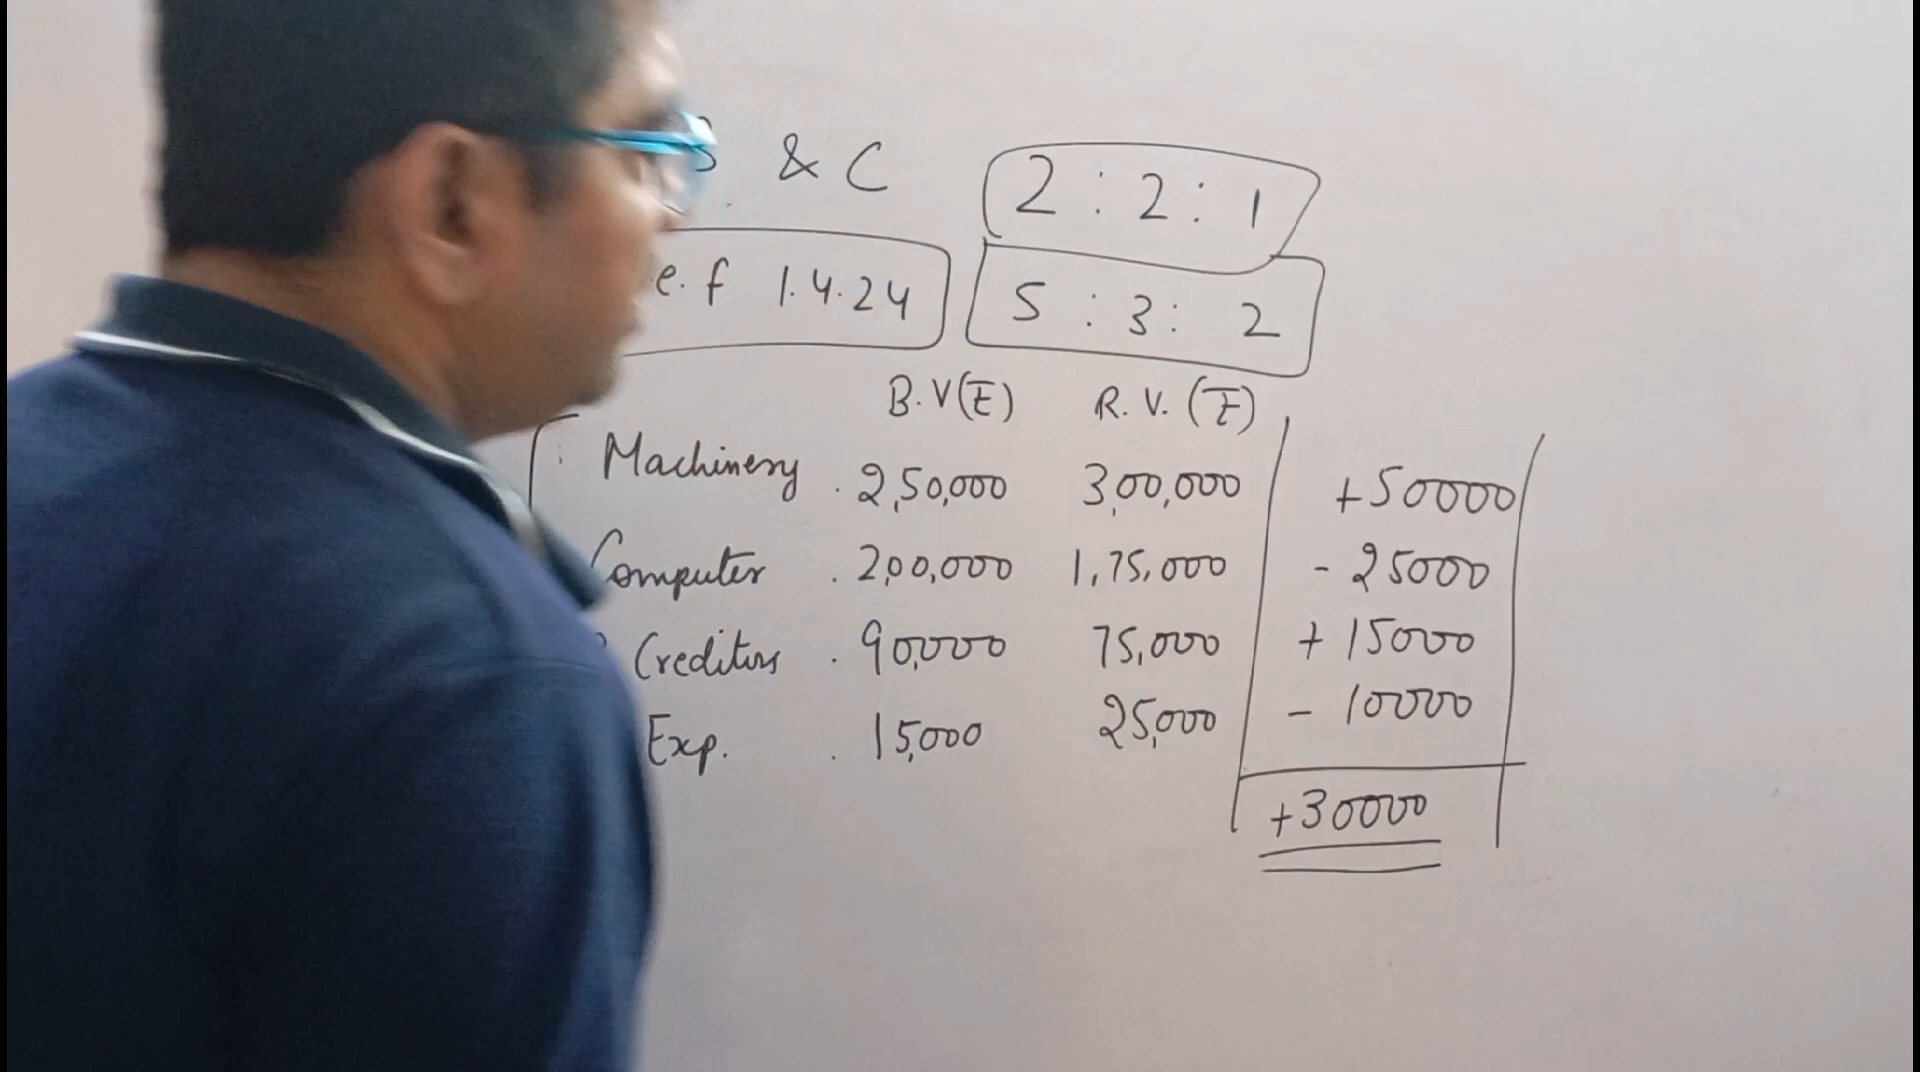 & C 2 : 2 : 1
e. f 1.4.24 5 : 3 : 2
B.V(₹) R.V.(₹)
Machinery . 2,50,000 3,00,000 +50000
Computer . 2,00,000 1,75,000 - 25000
Creditors . 90,000 75,000 + 15000
Exp. . 15,000 25,000 - 10000
+30000